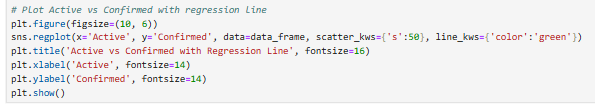 # Plot Active vs Confirmed with regression line
plt.figure(figsize=(10, 6))
sns.regplot(x='Active', y='Confirmed', data=data_frame, scatter_kws={'s':50}, line_kws={'color':'green'})
plt.title('Active vs Confirmed with Regression Line', fontsize=16)
plt.xlabel('Active', fontsize=14)
plt.ylabel('Confirmed', fontsize=14)
plt.show()